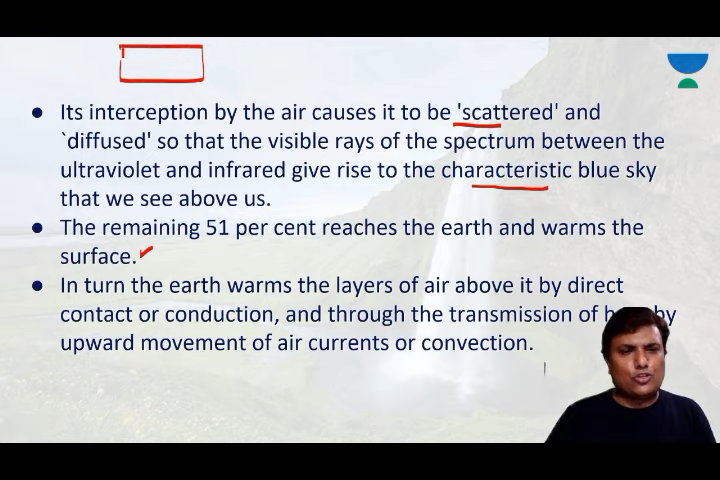 ● Its interception by the air causes it to be 'scattered' and
`diffused' so that the visible rays of the spectrum between the
ultraviolet and infrared give rise to the characteristic blue sky
that we see above us.
● The remaining 51 per cent reaches the earth and warms the
surface.
● In turn the earth warms the layers of air above it by direct
contact or conduction, and through the transmission of by
upward movement of air currents or convection.